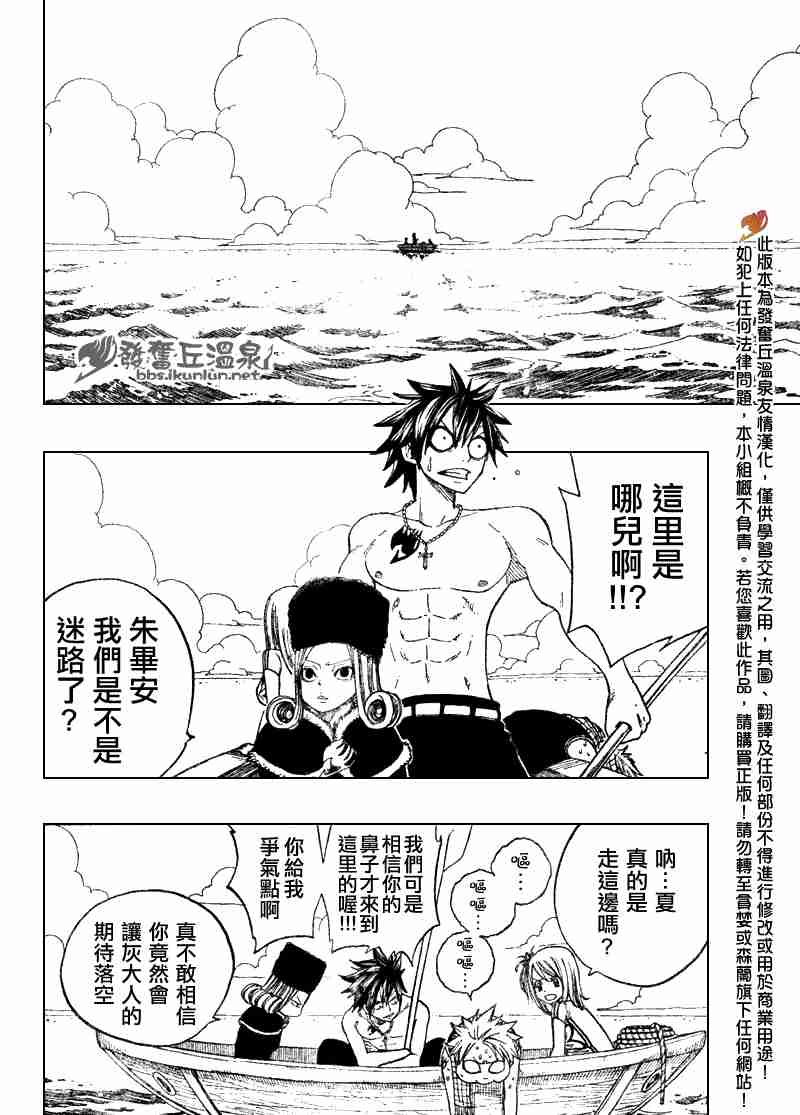 發奮丘溫泉
bbs.ikunlun.net
這里是
哪兒啊
!!?
朱畢安
我們是不是
迷路了？
吶…夏
真的是
走這邊嗎？
嘔…
嘔…
嘔…
嘔…
我們可是
相信你的
鼻子才來到
這里的喔!!!
你給我
爭氣點啊
真不敢相信
你竟然會
讓灰大人的
期待落空
此版本為發奮丘溫泉友情漢化，僅供學習交流之用，其圖、翻譯及任何部份不得進行修改或用於商業用途！
如犯上任何法律問題，本小組概不負責。若您喜歡此作品，請購買正版！請勿轉至貪婪或森蘭旗下任何網站！